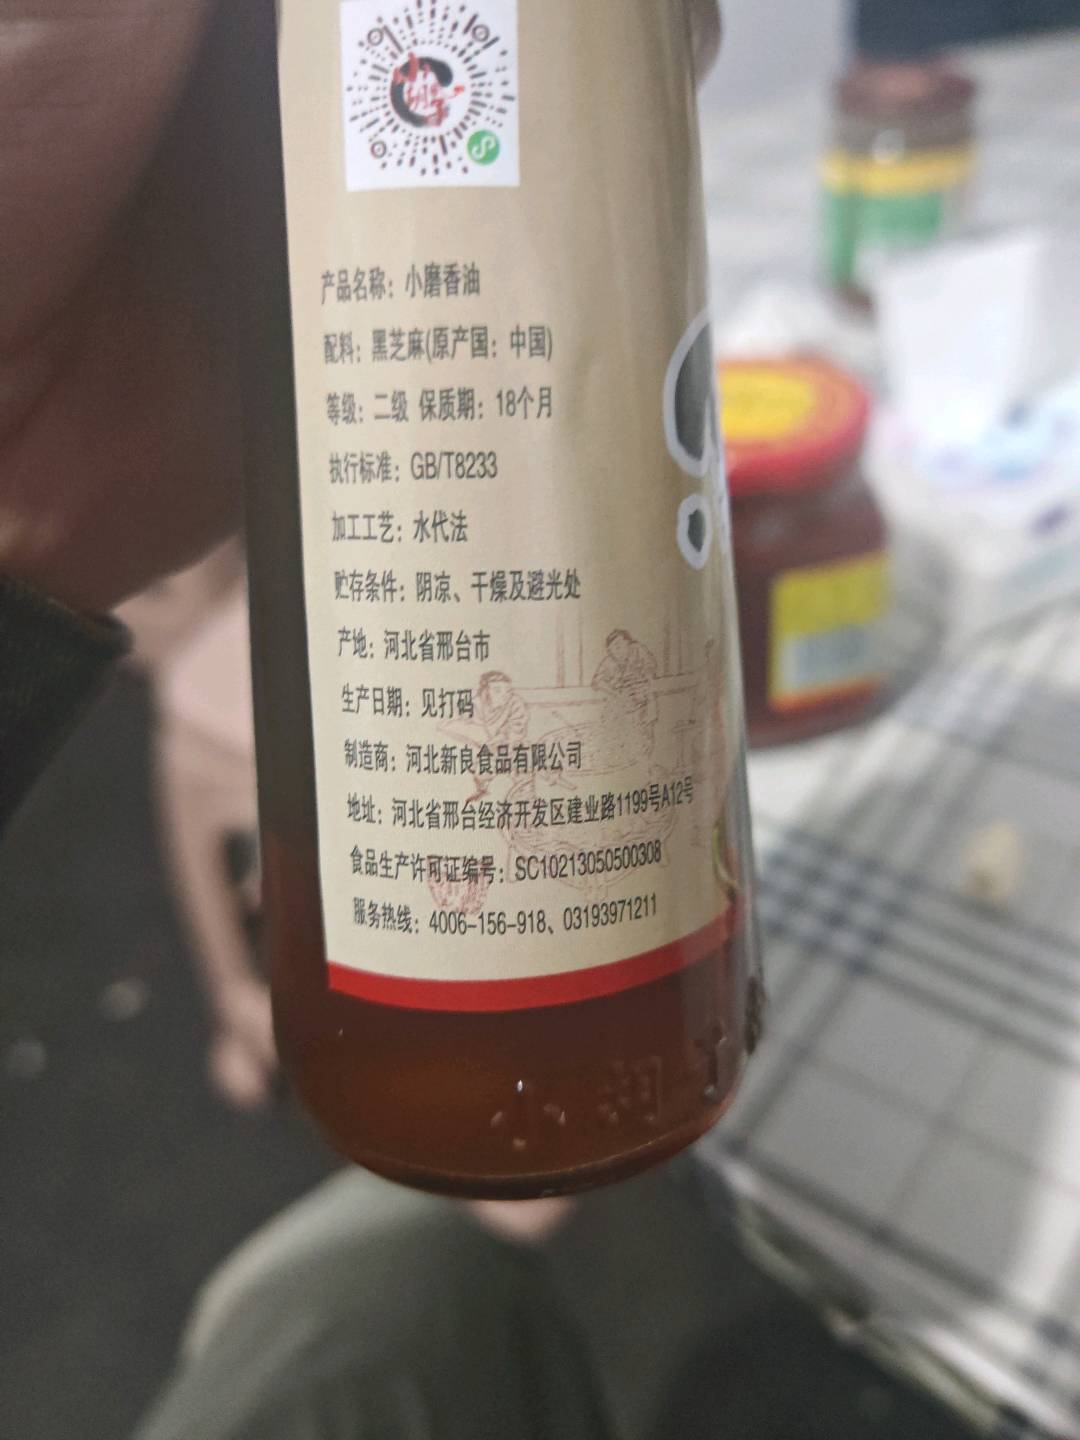 产品名称：小磨香油
配料：黑芝麻(原产国：中国)
等级：二级 保质期：18个月
执行标准：GB/T8233
加工工艺：水代法
贮存条件：阴凉、干燥及避光处
产地：河北省邢台市
生产日期：见打码
制造商：河北新良食品有限公司
地址：河北省邢台经济开发区建业路1199号A12号
食品生产许可证编号：SC10213050500308
服务热线：4006-156-918、03193971211